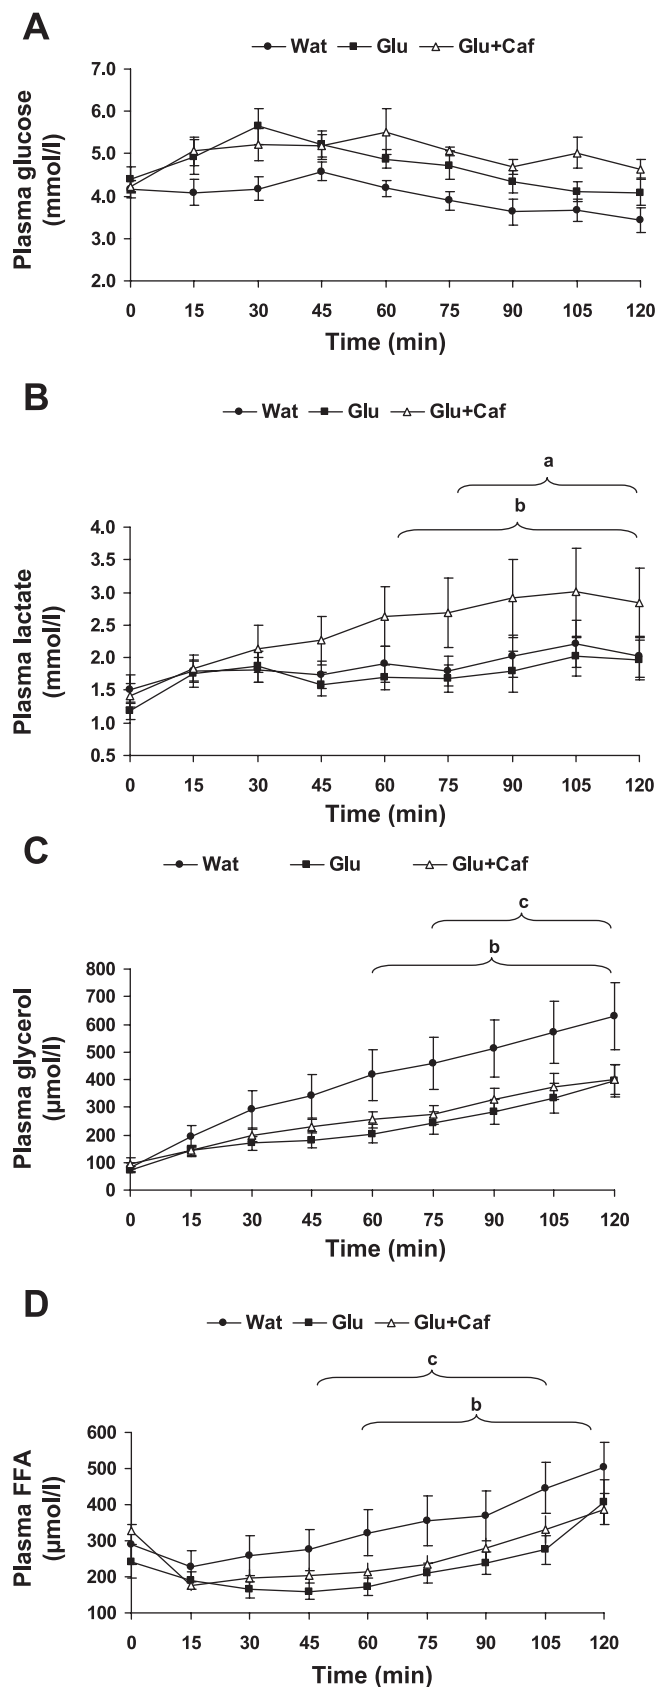 A
Wat Glu Glu+Caf
Plasma glucose
(mmol/l)
7.0
6.0
5.0
4.0
3.0
2.0
0 15 30 45 60 75 90 105 120
Time (min)
B
Wat Glu Glu+Caf
a
b
Plasma lactate
(mmol/l)
4.0
3.5
3.0
2.5
2.0
1.5
1.0
0.5
0 15 30 45 60 75 90 105 120
Time (min)
C
Wat Glu Glu+Caf
c
b
Plasma glycerol
(µmol/l)
800
700
600
500
400
300
200
100
0
0 15 30 45 60 75 90 105 120
Time (min)
D
Wat Glu Glu+Caf
c
b
Plasma FFA
(µmol/l)
600
500
400
300
200
100
0 15 30 45 60 75 90 105 120
Time (min)